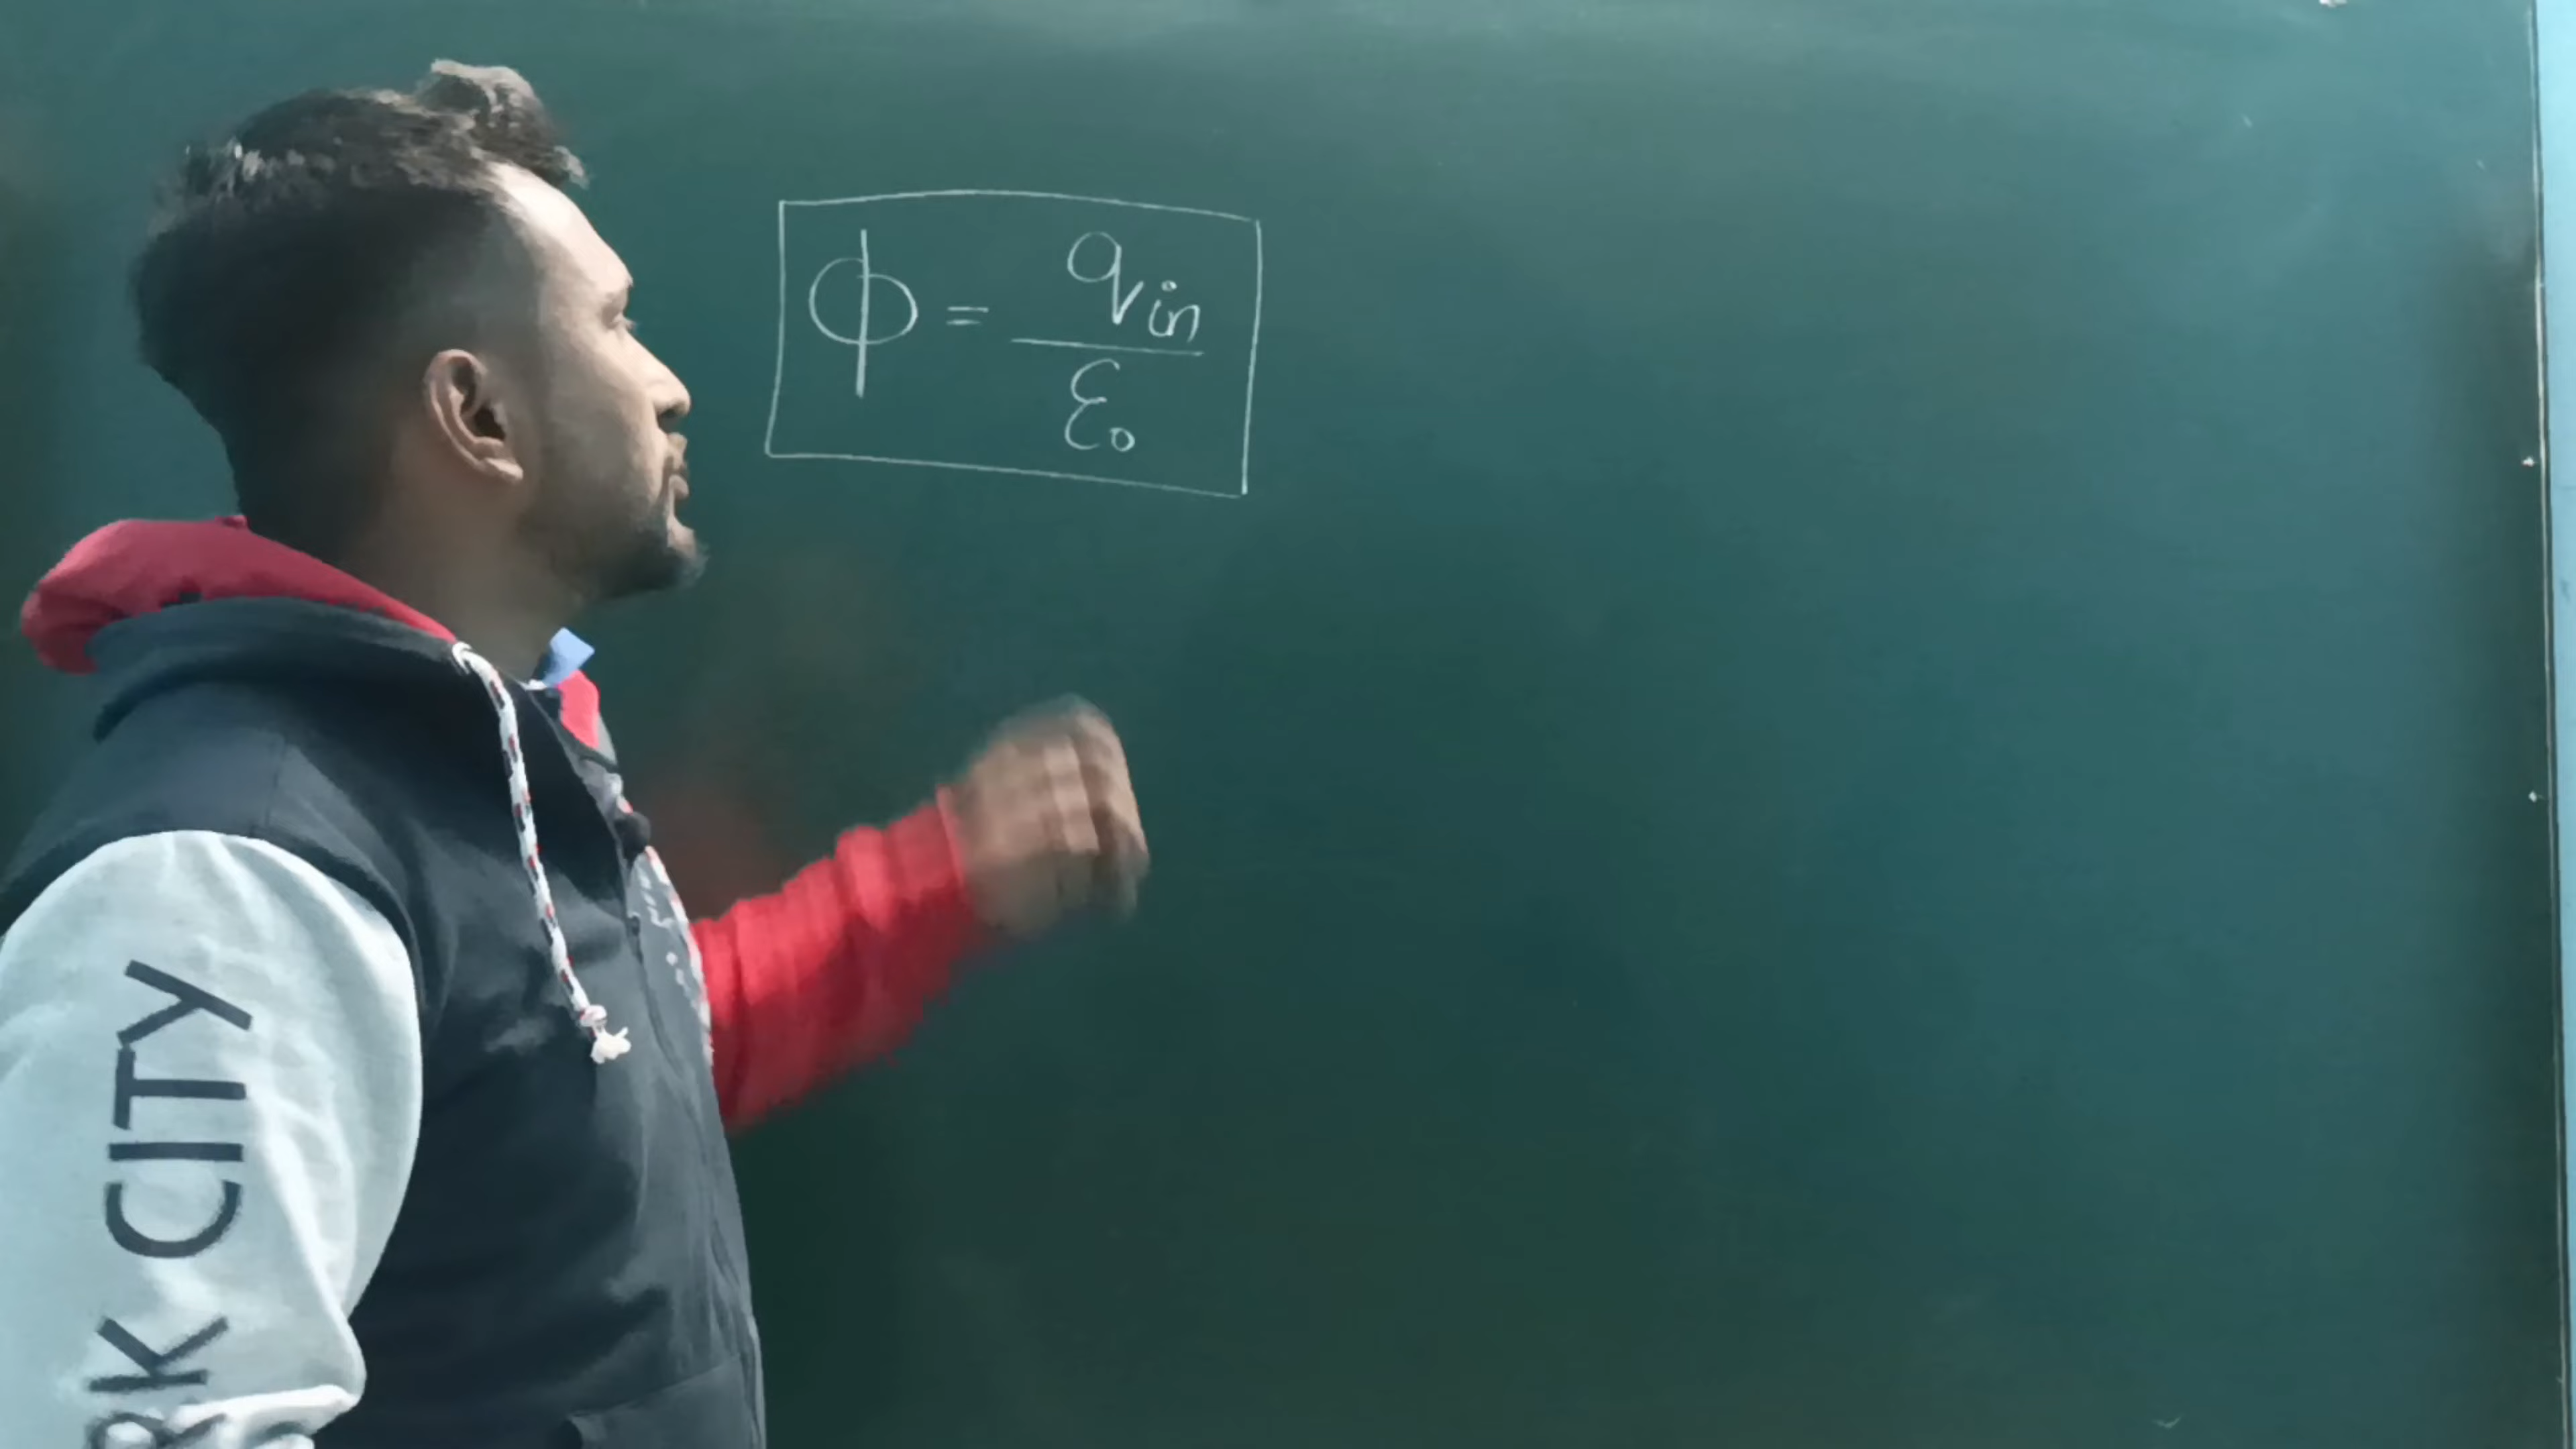 ϕ = q_in / ε₀
RK CITY